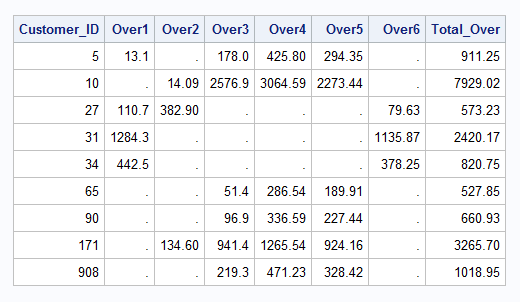 Customer_ID Over1 Over2 Over3 Over4 Over5 Over6 Total_Over
5 13.1 . 178.0 425.80 294.35 . 911.25
10 . 14.09 2576.9 3064.59 2273.44 . 7929.02
27 110.7 382.90 . . . 79.63 573.23
31 1284.3 . . . . 1135.87 2420.17
34 442.5 . . . . 378.25 820.75
65 . . 51.4 286.54 189.91 . 527.85
90 . . 96.9 336.59 227.44 . 660.93
171 . 134.60 941.4 1265.54 924.16 . 3265.70
908 . . 219.3 471.23 328.42 . 1018.95